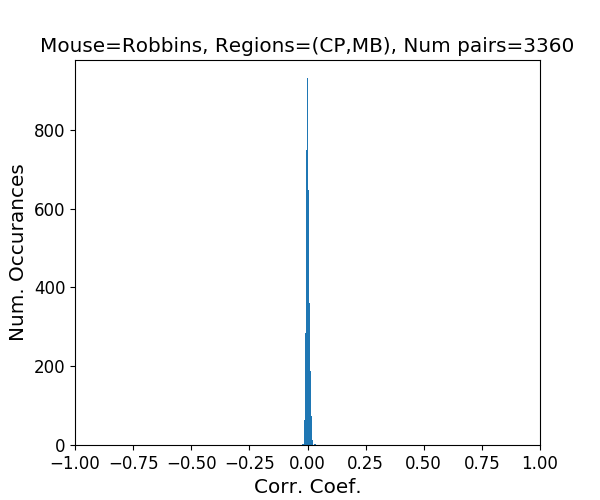 Mouse=Robbins, Regions=(CP,MB), Num pairs=3360
Num. Occurances
800
600
400
200
0
−1.00 −0.75 −0.50 −0.25 0.00 0.25 0.50 0.75 1.00
Corr. Coef.